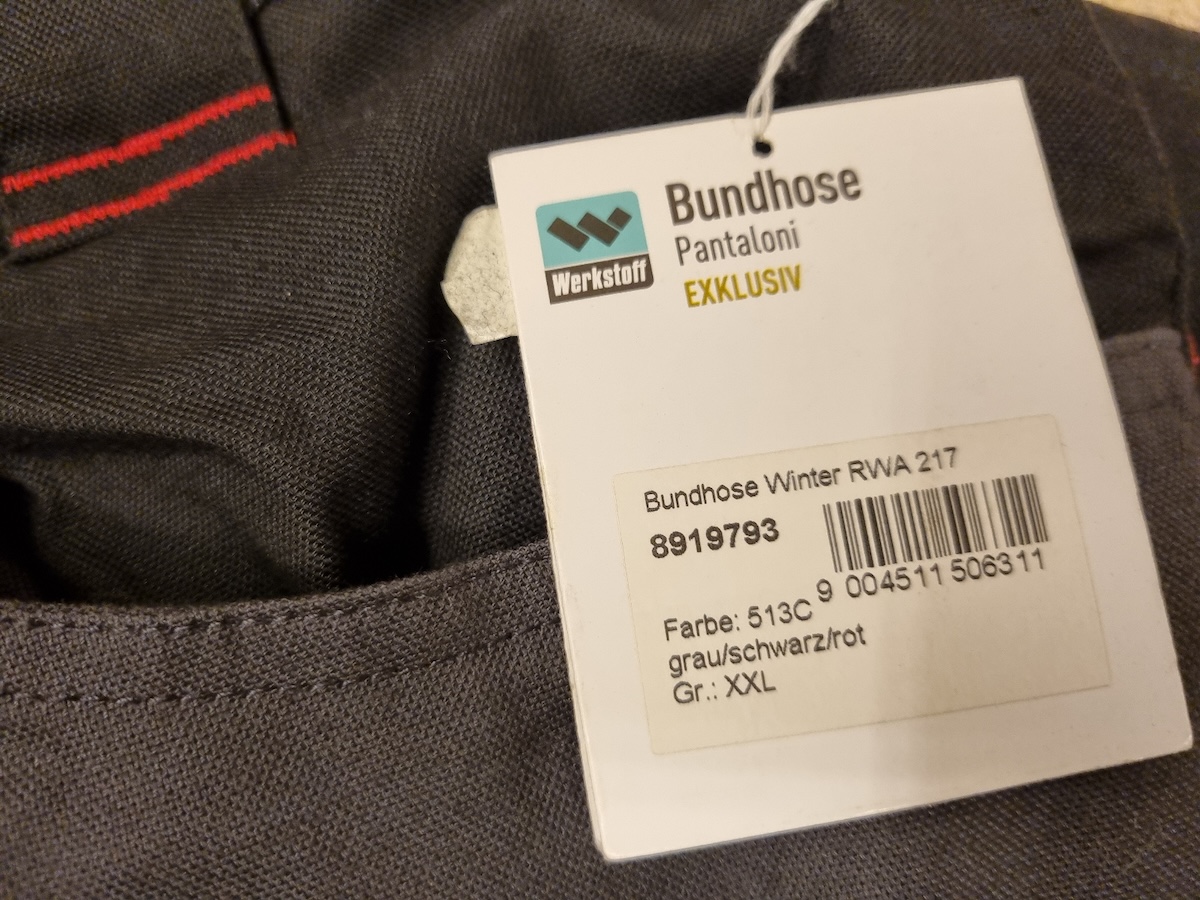 Werkstoff
Bundhose
Pantaloni
EXKLUSIV
Bundhose Winter RWA 217
8919793
9 004511 506311
Farbe: 513C
grau/schwarz/rot
Gr.: XXL